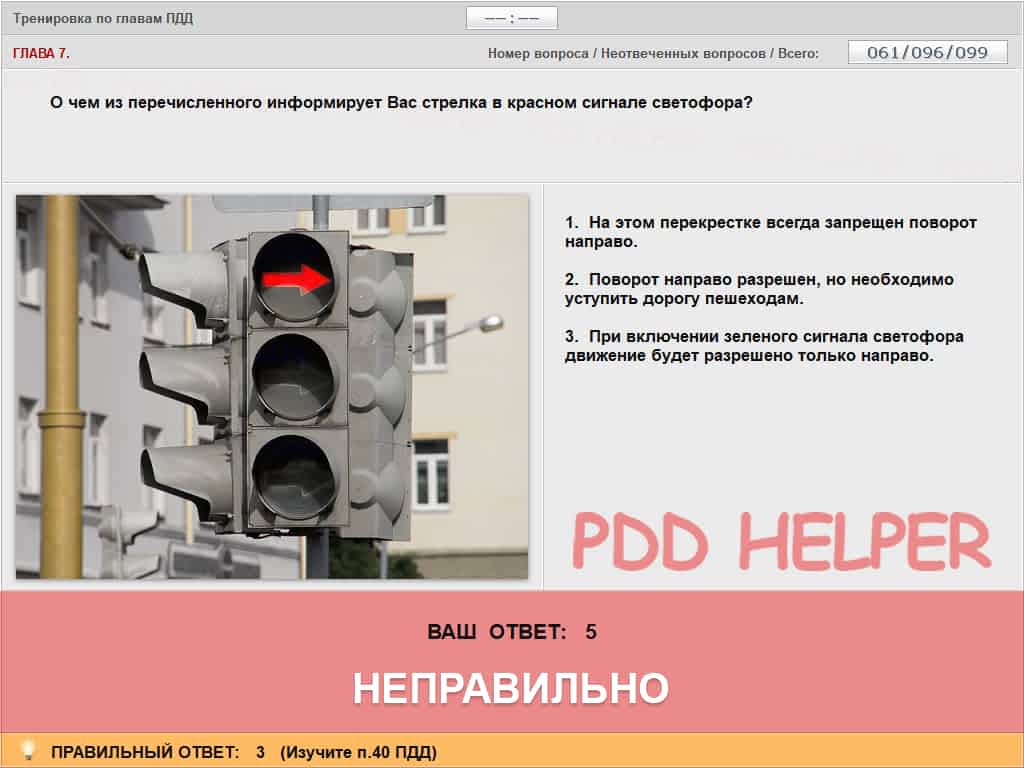 Тренировка по главам ПДД
—— : ——
ГЛАВА 7.
Номер вопроса / Неотвеченных вопросов / Всего:
061/096/099
О чем из перечисленного информирует Вас стрелка в красном сигнале светофора?
1. На этом перекрестке всегда запрещен поворот
направо.
2. Поворот направо разрешен, но необходимо
уступить дорогу пешеходам.
3. При включении зеленого сигнала светофора
движение будет разрешено только направо.
PDD HELPER
ВАШ ОТВЕТ: 5
НЕПРАВИЛЬНО
ПРАВИЛЬНЫЙ ОТВЕТ: 3 (Изучите п.40 ПДД)